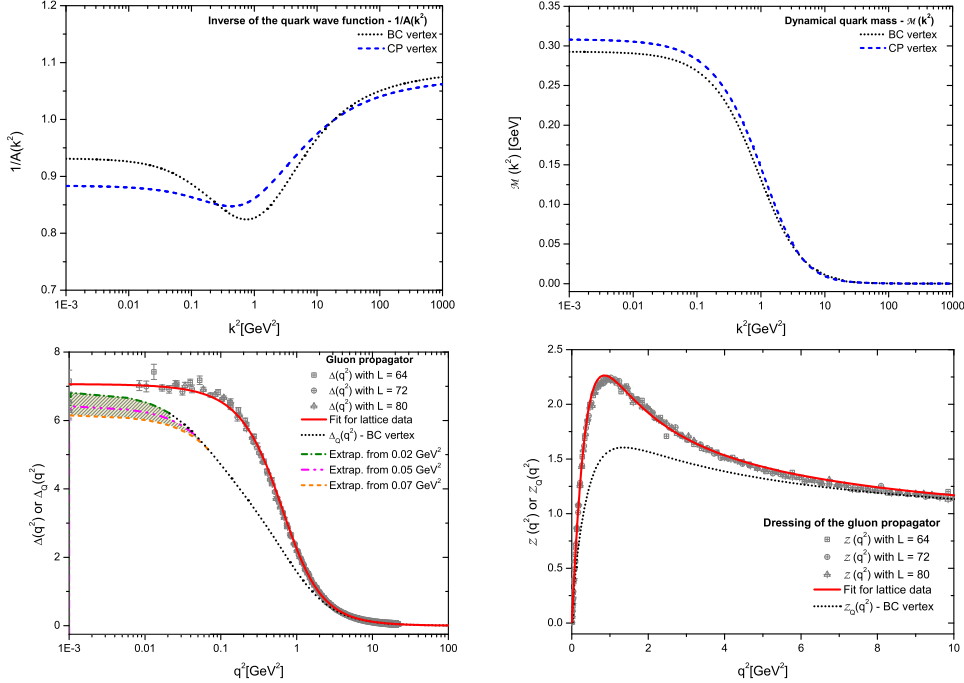 Inverse of the quark wave function - 1/A(k²)
BC vertex
CP vertex
1.2
1.1
1.0
0.9
0.8
0.7
1/A(k²)
1E-3
0.01
0.1
1
10
100
1000
k²[GeV²]
Dynamical quark mass - ℳ(k²)
BC vertex
CP vertex
0.30
0.25
0.20
0.15
0.10
0.05
0.00
ℳ(k²) [GeV]
1E-3
0.01
0.1
1
10
100
1000
k²[GeV²]
Gluon propagator
Δ(q²) with L = 64
Δ(q²) with L = 72
Δ(q²) with L = 80
Fit for lattice data
Δ_Q(q²) - BC vertex
Extrap. from 0.02 GeV²
Extrap. from 0.05 GeV²
Extrap. from 0.07 GeV²
8
6
4
2
0
Δ(q²) or Δ_Q(q²)
1E-3
0.01
0.1
1
10
100
q²[GeV²]
2.5
2.0
1.5
1.0
0.5
0.0
𝒵(q²) or 𝒵_Q(q²)
Dressing of the gluon propagator
𝒵(q²) with L = 64
𝒵(q²) with L = 72
𝒵(q²) with L = 80
Fit for lattice data
𝒵_Q(q²) - BC vertex
0
2
4
6
8
10
q²[GeV²]